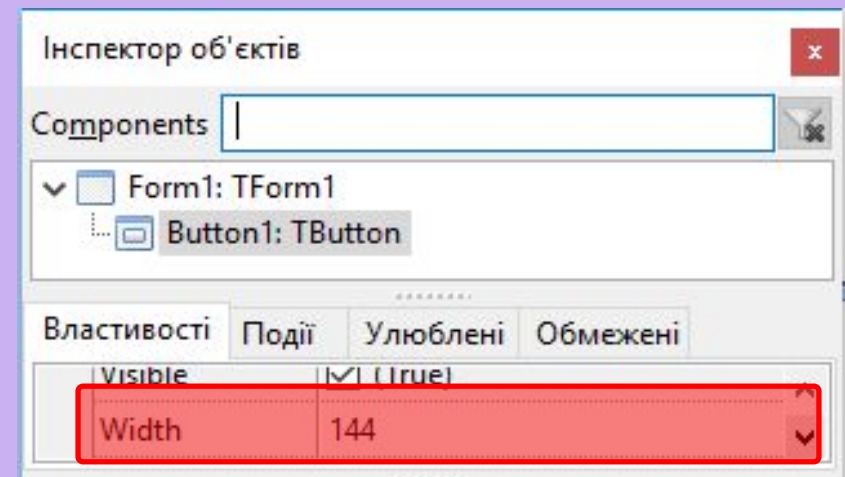 Інспектор об'єктів
x
Components
Form1: TForm1
Button1: TButton
Властивості Події Улюблені Обмежені
Visible (True)
Width 144